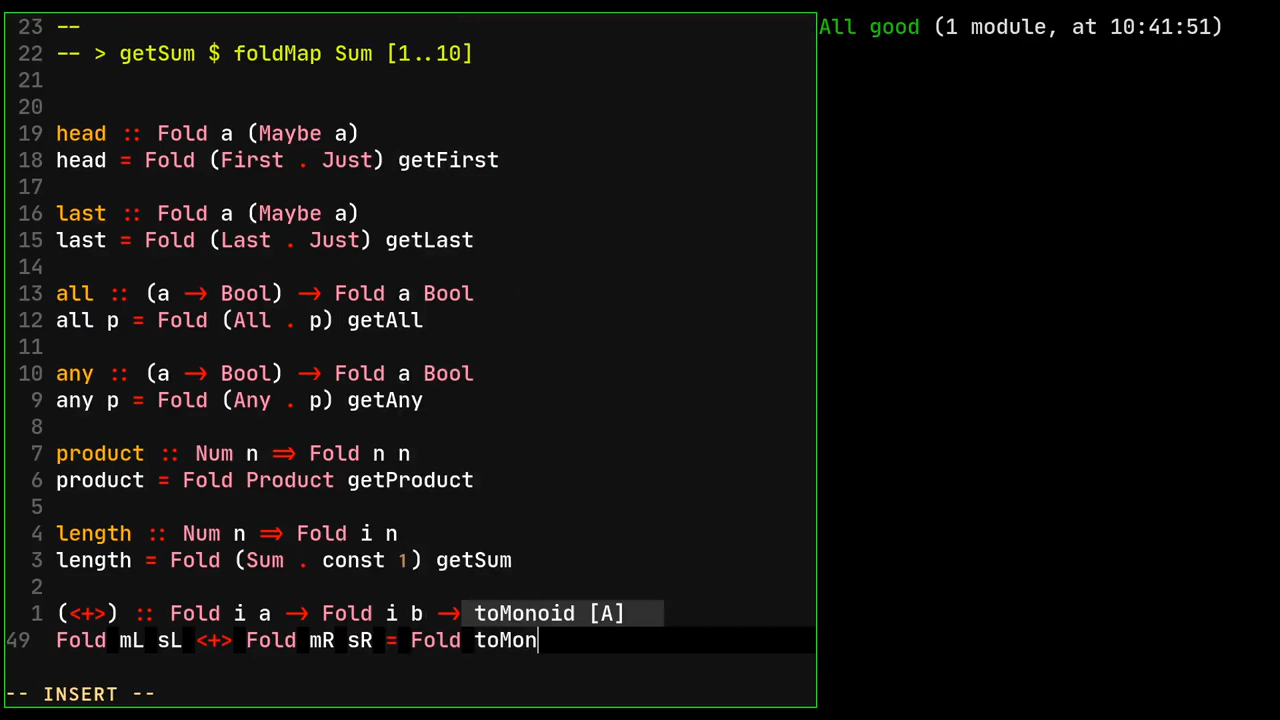 23 --
22 -- > getSum $ foldMap Sum [1..10]
21
20
19 head :: Fold a (Maybe a)
18 head = Fold (First . Just) getFirst
17
16 last :: Fold a (Maybe a)
15 last = Fold (Last . Just) getLast
14
13 all :: (a -> Bool) -> Fold a Bool
12 all p = Fold (All . p) getAll
11
10 any :: (a -> Bool) -> Fold a Bool
9 any p = Fold (Any . p) getAny
8
7 product :: Num n => Fold n n
6 product = Fold Product getProduct
5
4 length :: Num n => Fold i n
3 length = Fold (Sum . const 1) getSum
2
1 (<+>) :: Fold i a -> Fold i b -> toMonoid [A]
49 Fold mL sL <+> Fold mR sR = Fold toMon
-- INSERT --
All good (1 module, at 10:41:51)